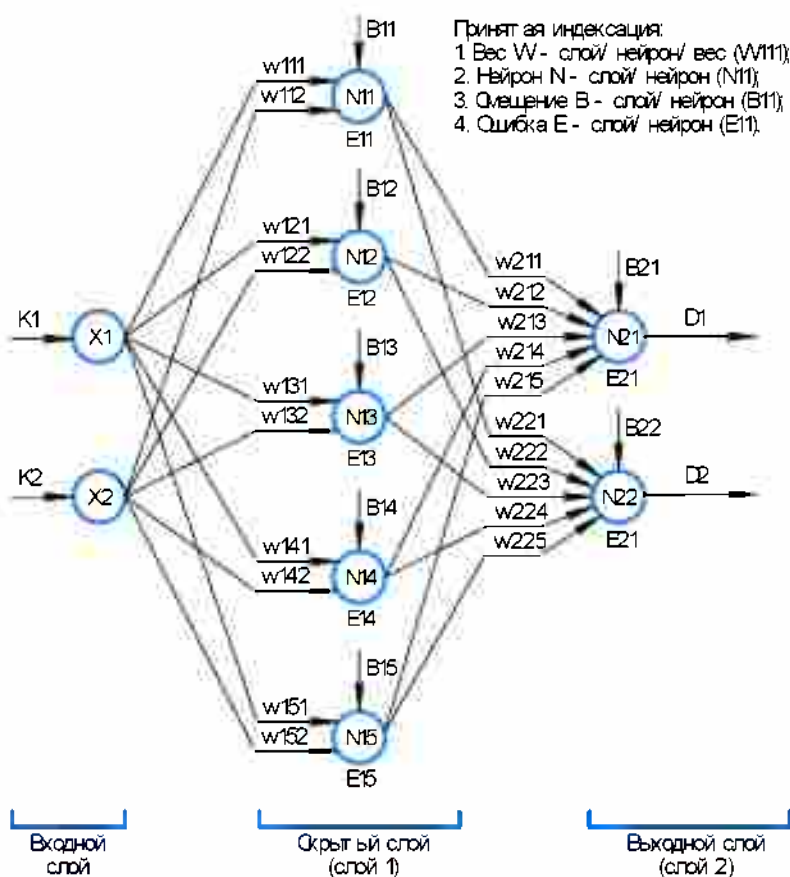 Принятая индексация:
1. Вес W - слой/ нейрон/ вес (W111);
2. Нейрон N - слой/ нейрон (N11);
3. Смещение B - слой/ нейрон (B11);
4. Ошибка E - слой/ нейрон (E11).
B11
w111
w112
N11
E11
B12
w121
w122
N12
E12
K1
X1
B13
w131
w132
N13
E13
K2
X2
B14
w141
w142
N14
E14
B15
w151
w152
N15
E15
w211
w212
w213
w214
w215
B21
N21
E21
D1
w221
w222
w223
w224
w225
B22
N22
E21
D2
Входной
слой
Скрытый слой
(слой 1)
Выходной слой
(слой 2)